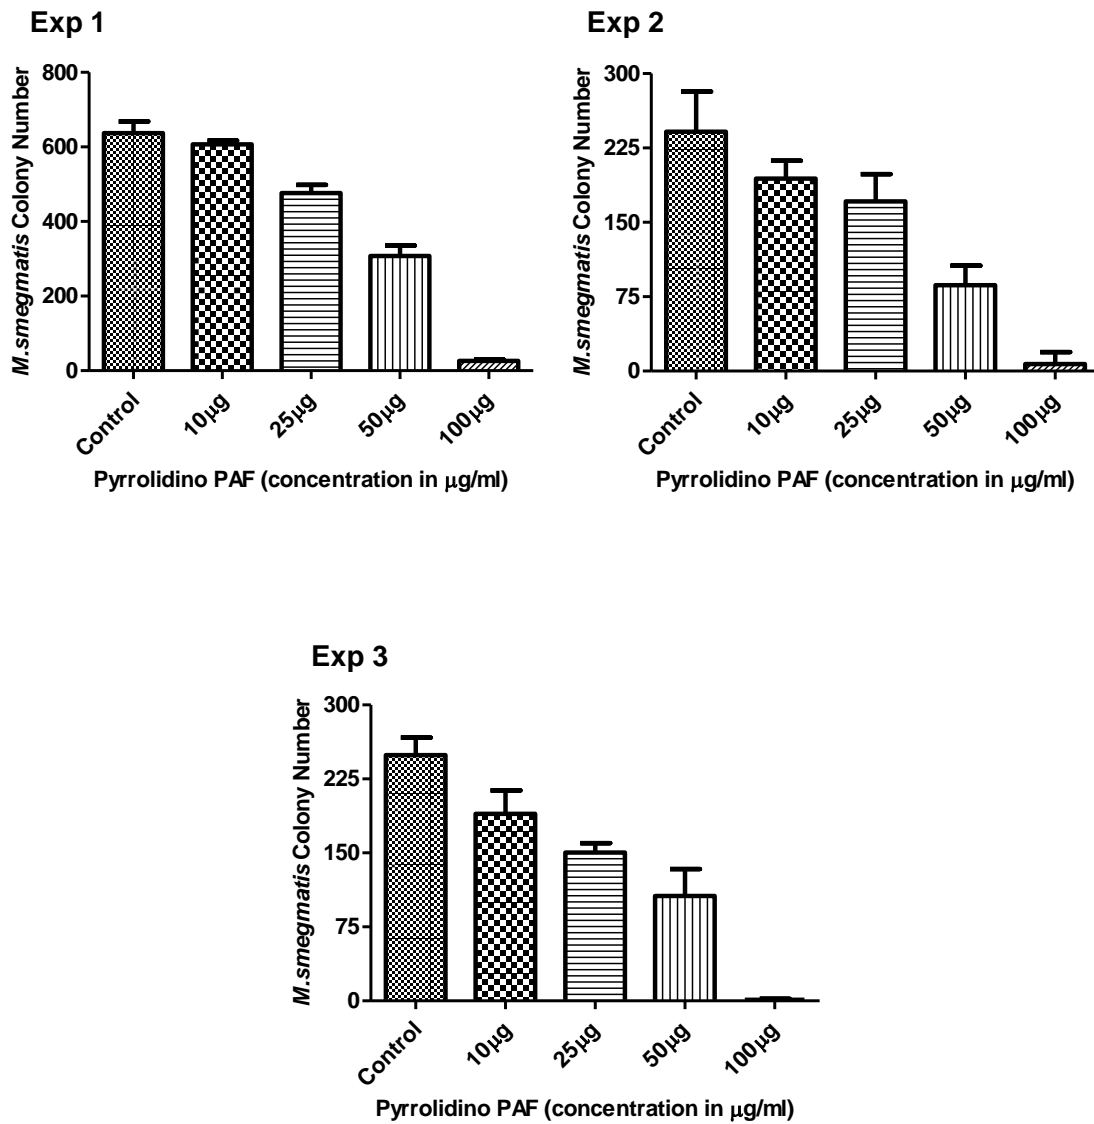 Exp 1
M.smegmatis Colony Number
800
600
400
200
0
Control
10μg
25μg
50μg
100μg
Pyrrolidino PAF (concentration in μg/ml)
Exp 2
M.smegmatis Colony Number
300
225
150
75
0
Control
10μg
25μg
50μg
100μg
Pyrrolidino PAF (concentration in μg/ml)
Exp 3
M.smegmatis Colony Number
300
225
150
75
0
Control
10μg
25μg
50μg
100μg
Pyrrolidino PAF (concentration in μg/ml)